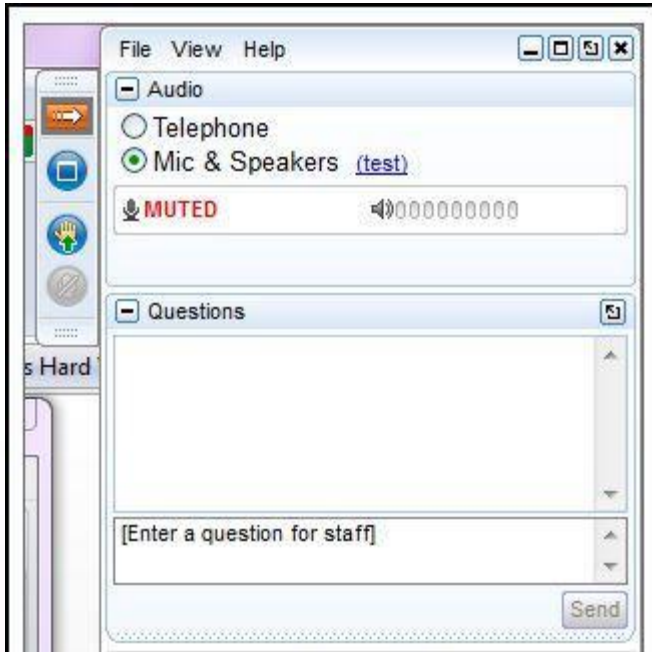 File View Help
Audio
Telephone
Mic & Speakers (test)
MUTED
Questions
s Hard
[Enter a question for staff]
Send